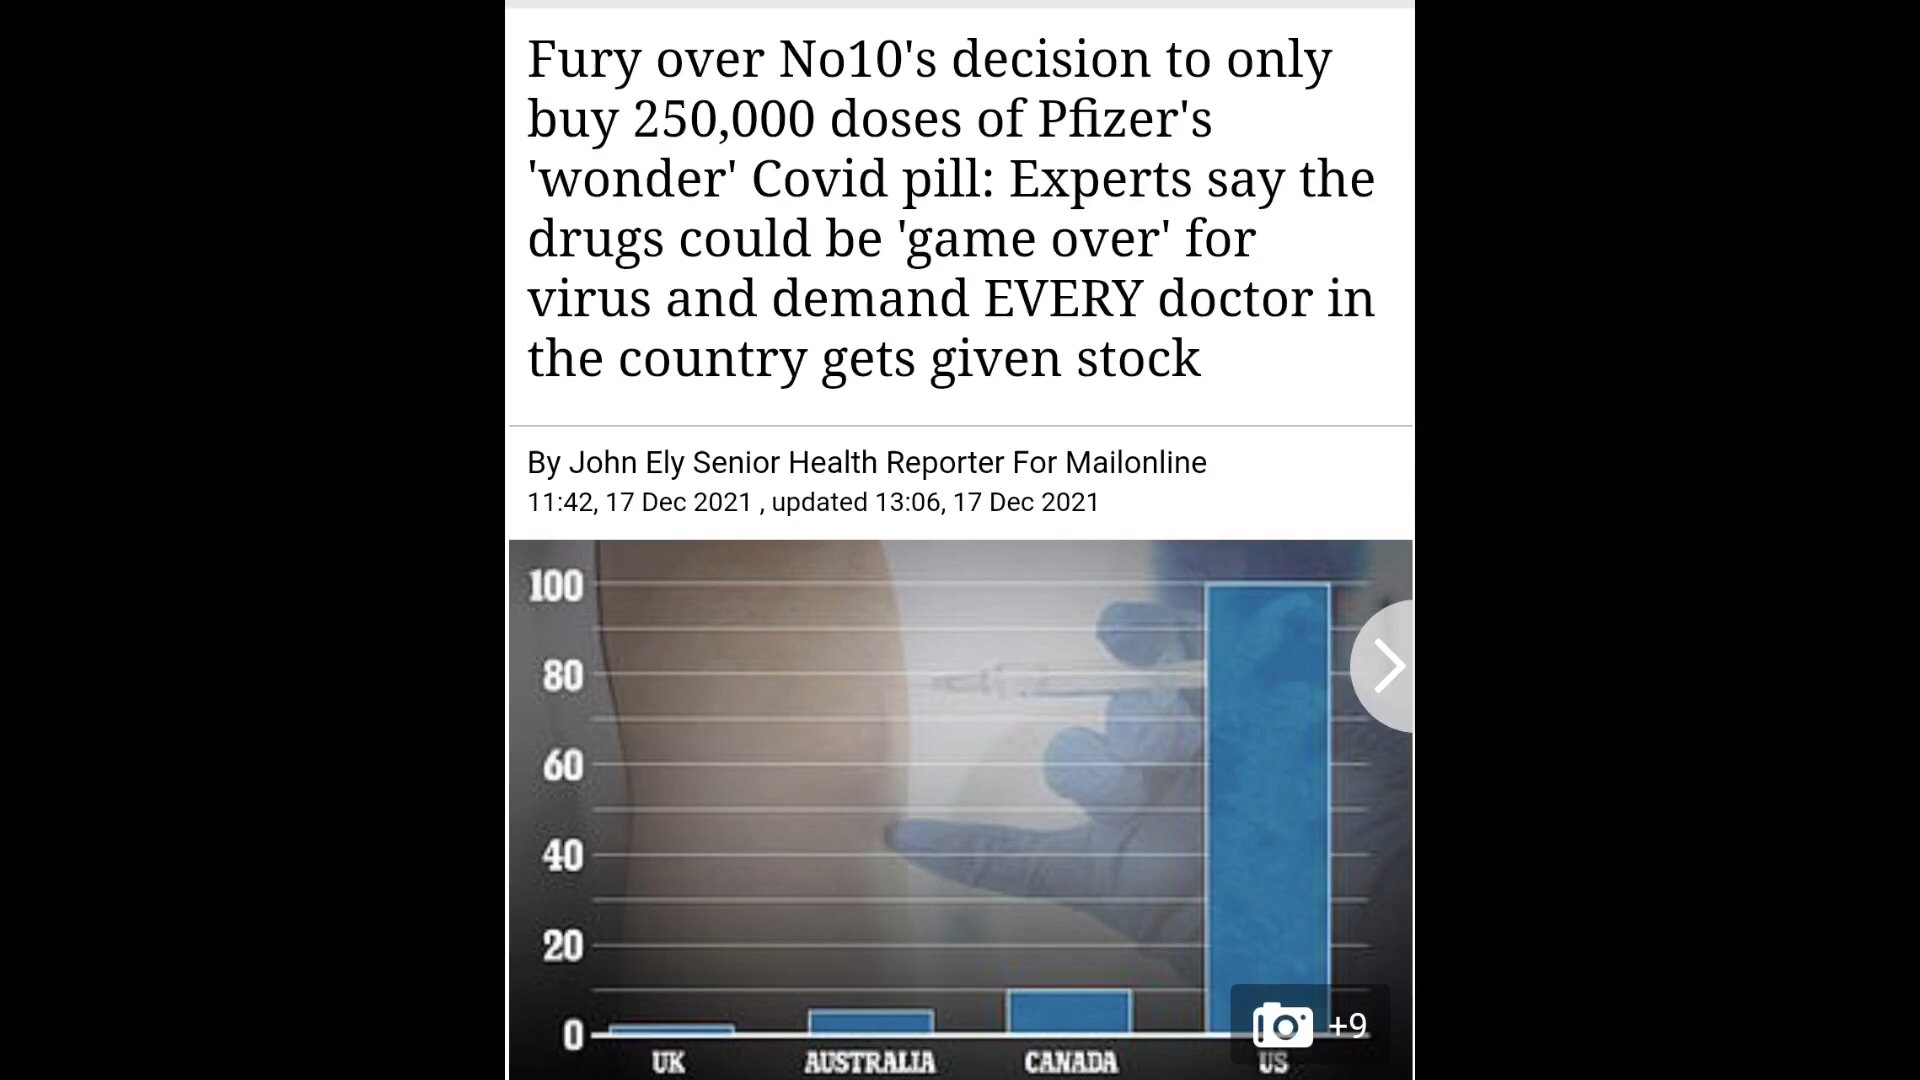 Fury over No10's decision to only
buy 250,000 doses of Pfizer's
'wonder' Covid pill: Experts say the
drugs could be 'game over' for
virus and demand EVERY doctor in
the country gets given stock
By John Ely Senior Health Reporter For Mailonline
11:42, 17 Dec 2021 , updated 13:06, 17 Dec 2021
100
80
60
40
20
0
+9
UK AUSTRALIA CANADA US